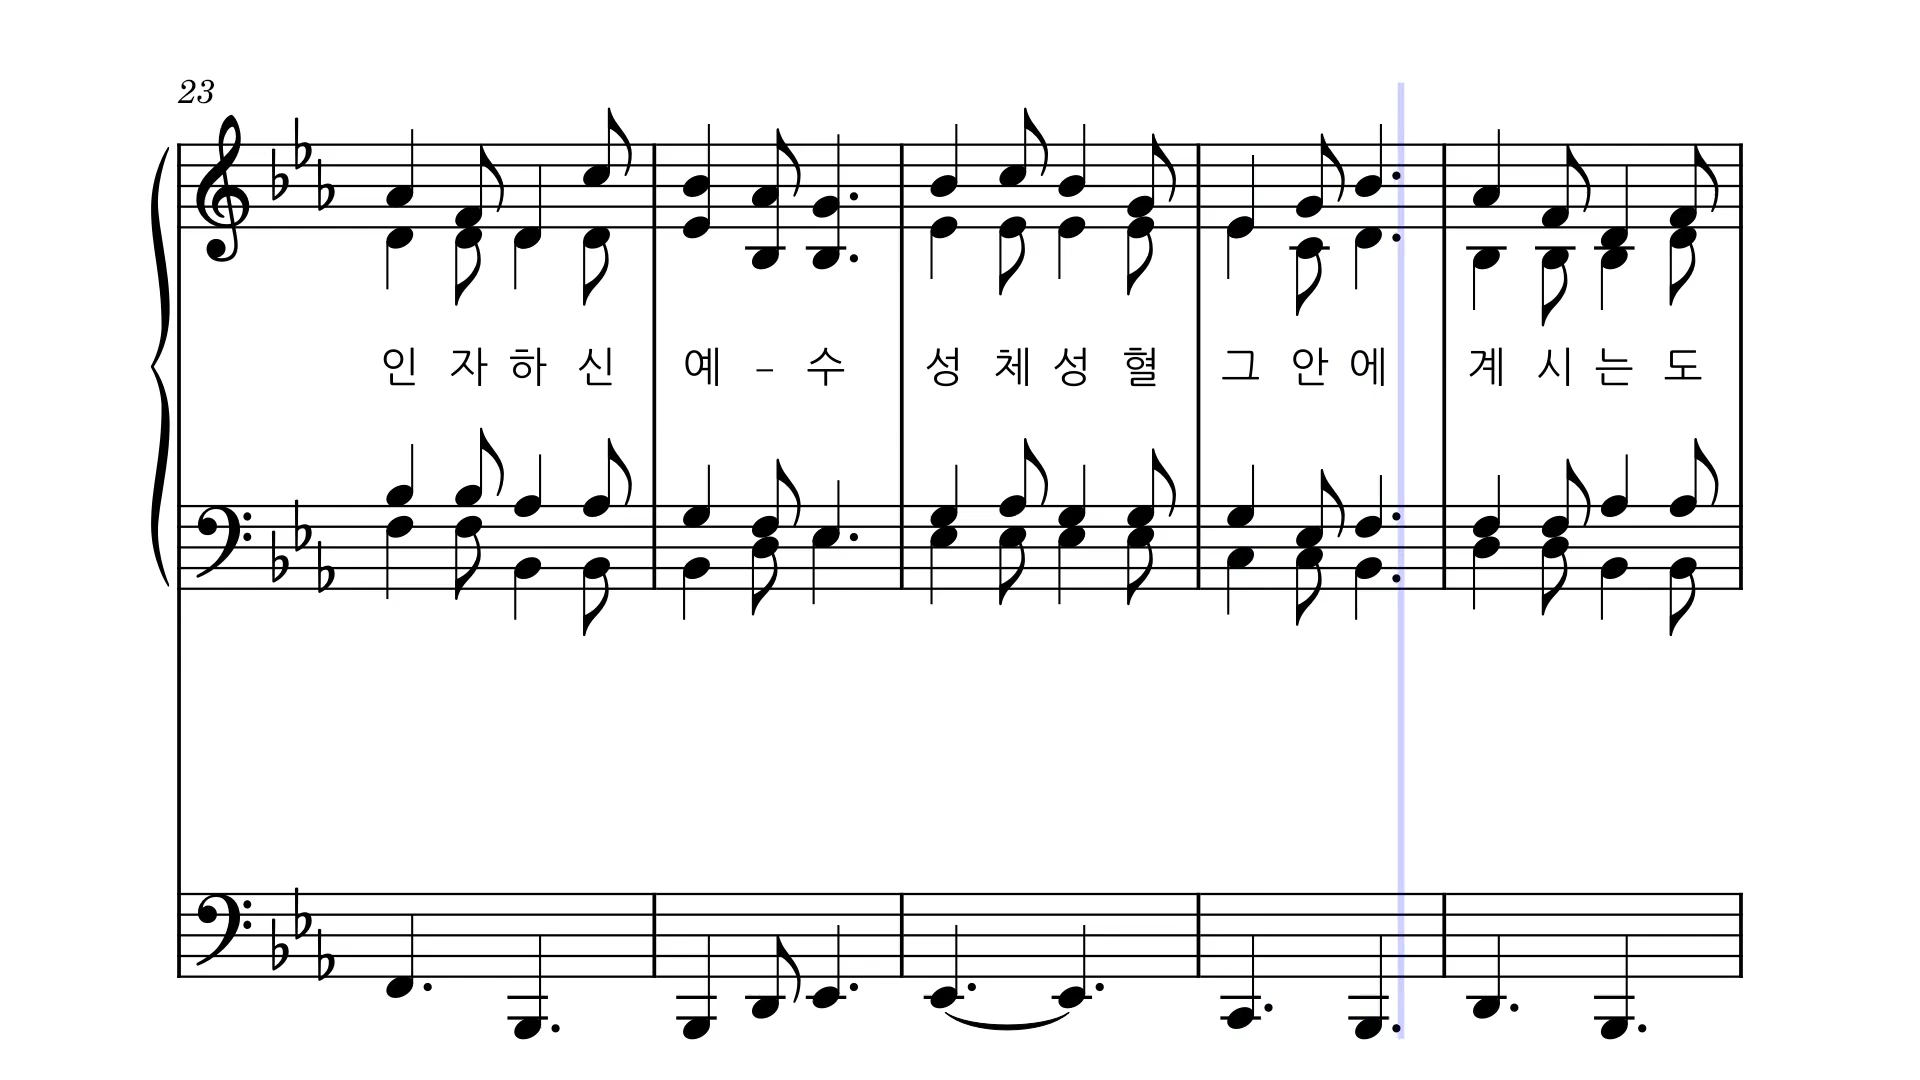 23
인 자 하 신 예 - 수 성 체 성 혈 그 안 에 계 시 는 도